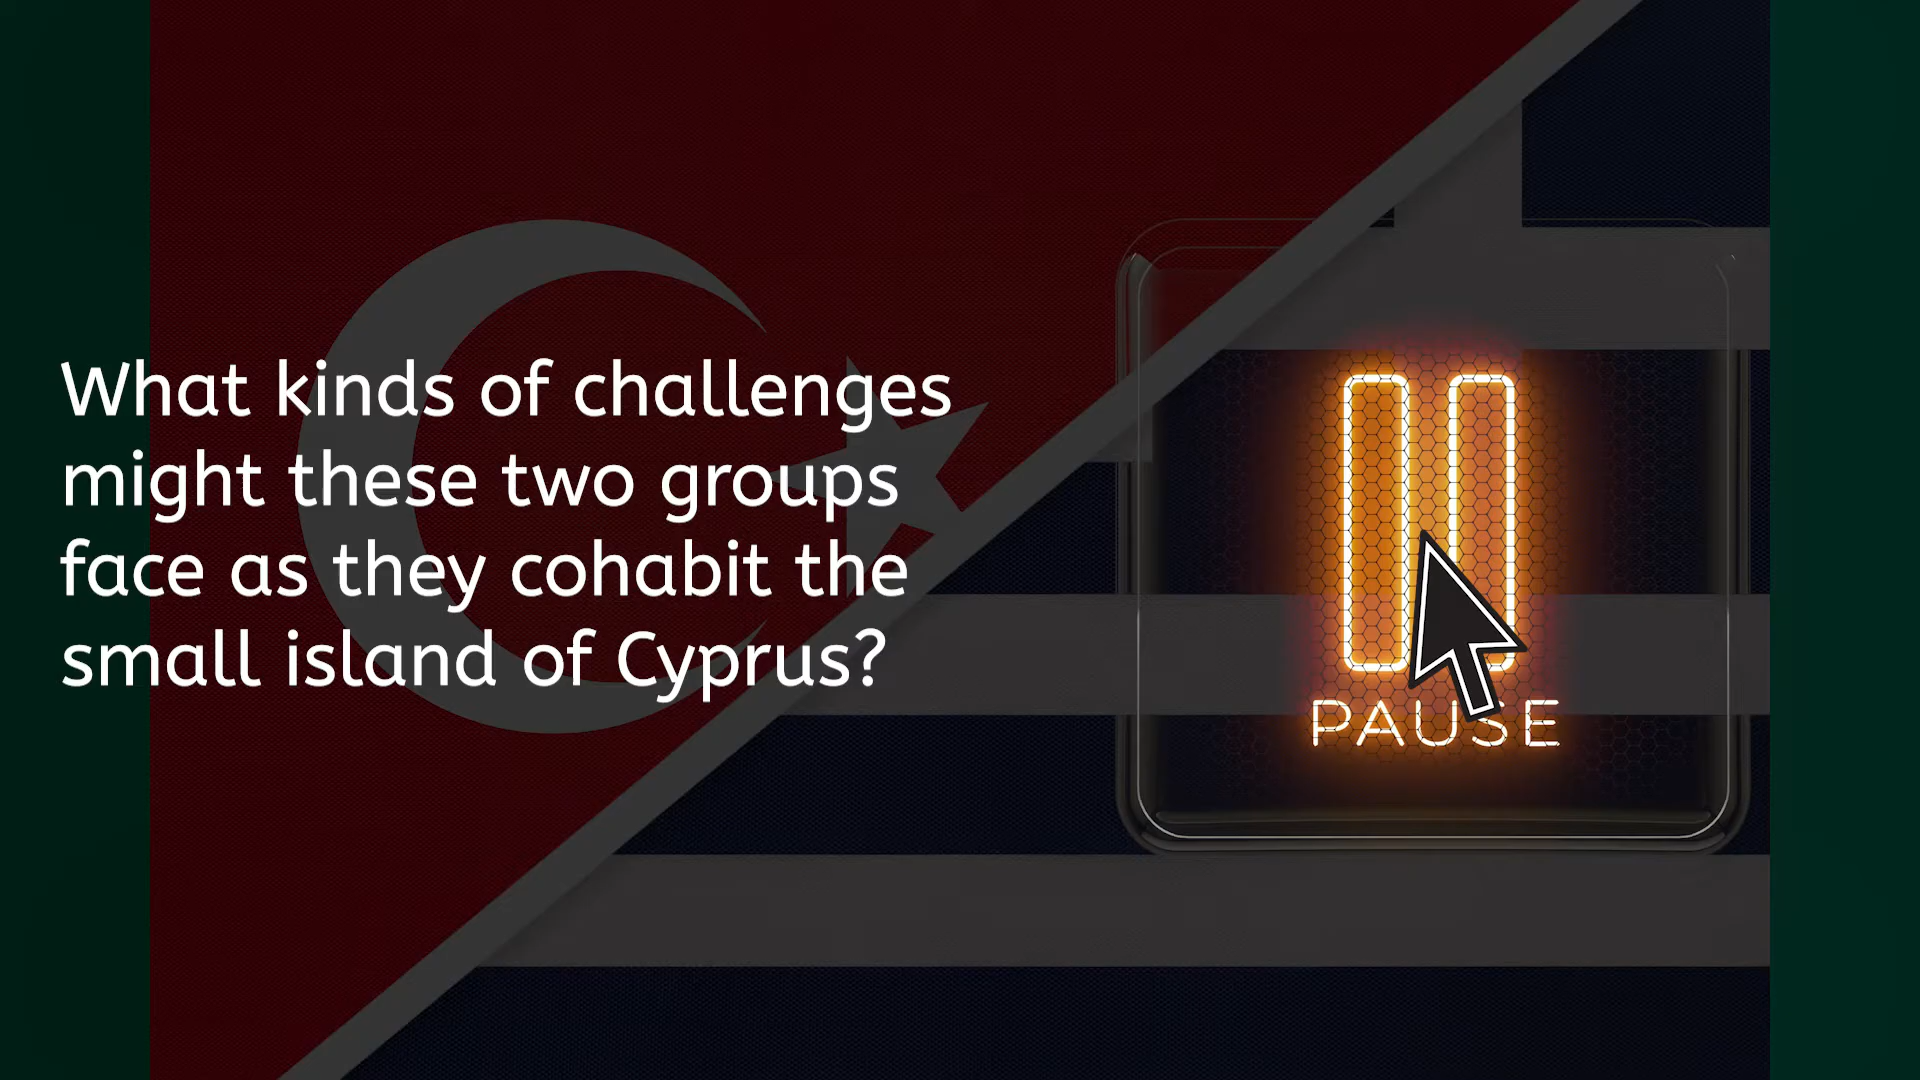 What kinds of challenges
might these two groups
face as they cohabit the
small island of Cyprus?
PAUSE